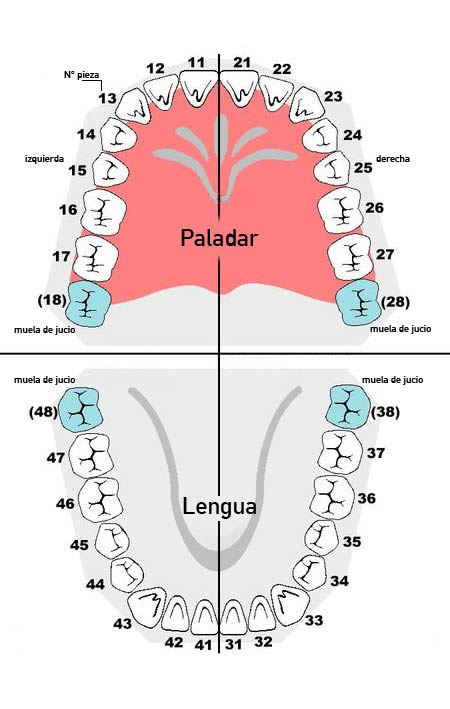 11 21
12 22
N° pieza
13 23
14 24
izquierda derecha
15 25
16 26
Paladar
17 27
(18) (28)
muela de jucio muela de jucio
muela de jucio muela de jucio
(48) (38)
47 37
46 36
Lengua
45 35
44 34
43 33
42 41 31 32